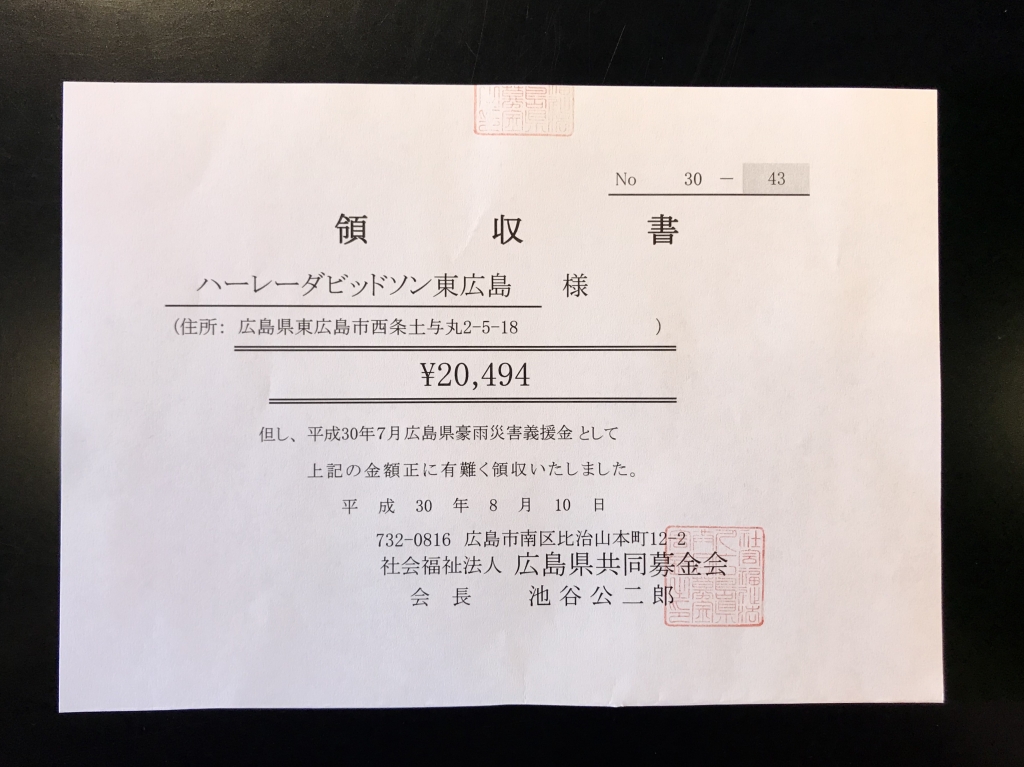 No 30 － 43
領 収 書
ハーレーダビッドソン東広島 様
（住所： 広島県東広島市西条土与丸2-5-18 ）
¥20,494
但し、平成30年7月広島県豪雨災害義援金 として
上記の金額正に有難く領収いたしました。
平 成 30 年 8 月 10 日
732-0816 広島市南区比治山本町12-2
社会福祉法人 広島県共同募金会
会 長 池谷公二郎